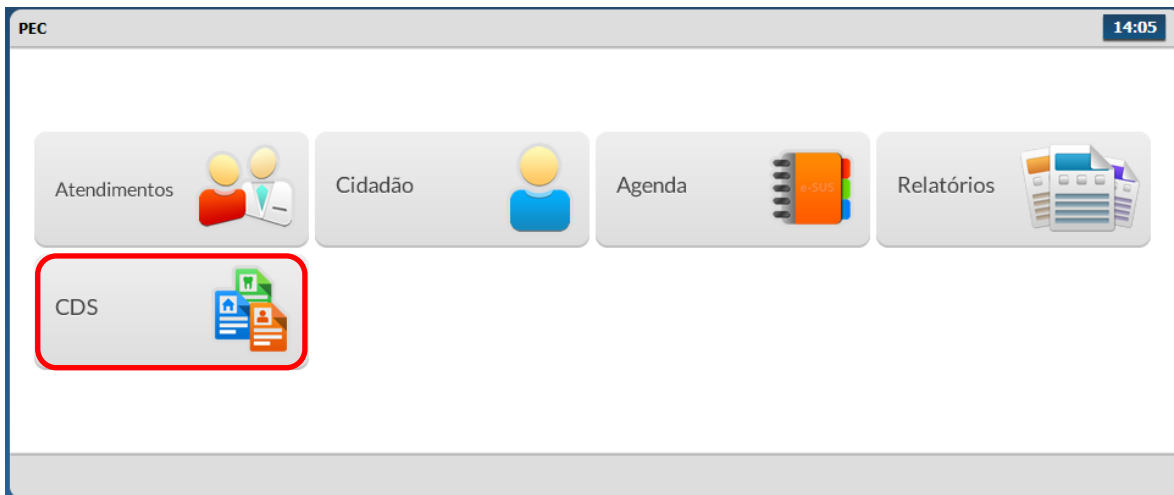 PEC
14:05
Atendimentos
Cidadão
Agenda
e-SUS
Relatórios
CDS